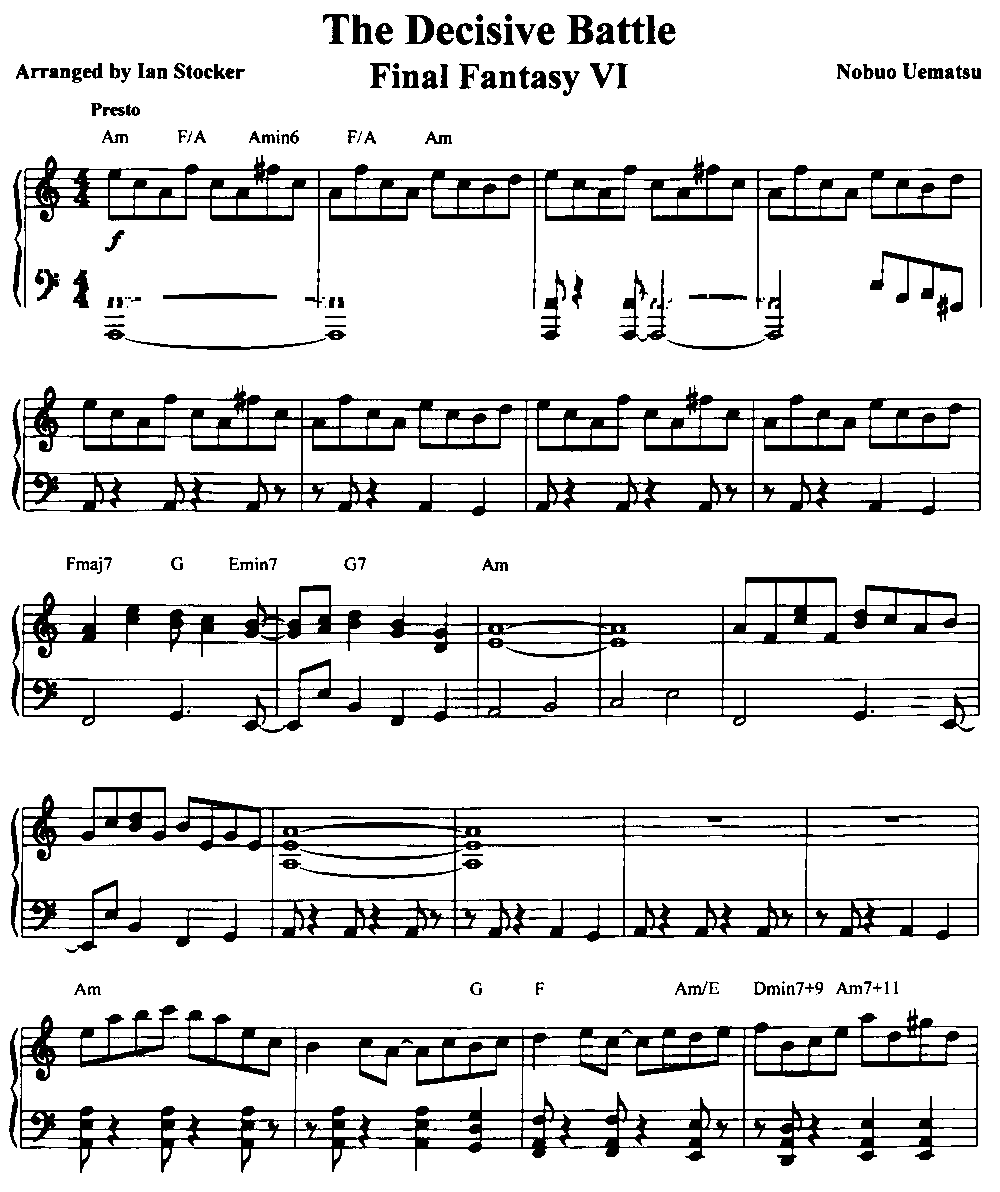 The Decisive Battle
Arranged by Ian Stocker Final Fantasy VI Nobuo Uematsu
Presto
Am F/A Amin6 F/A Am
f
Fmaj7 G Emin7 G7 Am
Am G F Am/E Dmin7+9 Am7+11